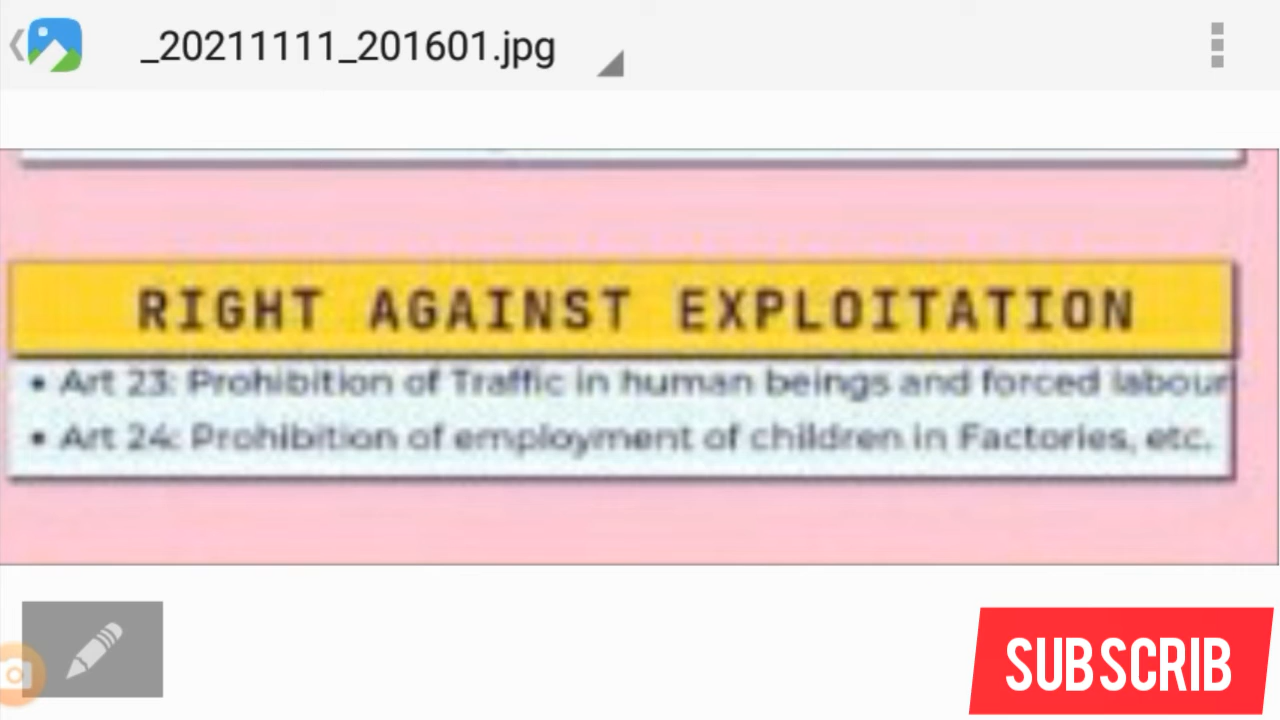 _20211111_201601.jpg
RIGHT AGAINST EXPLOITATION
• Art 23: Prohibition of Traffic in human beings and forced labour
• Art 24: Prohibition of employment of children in Factories, etc.
SUBSCRIB